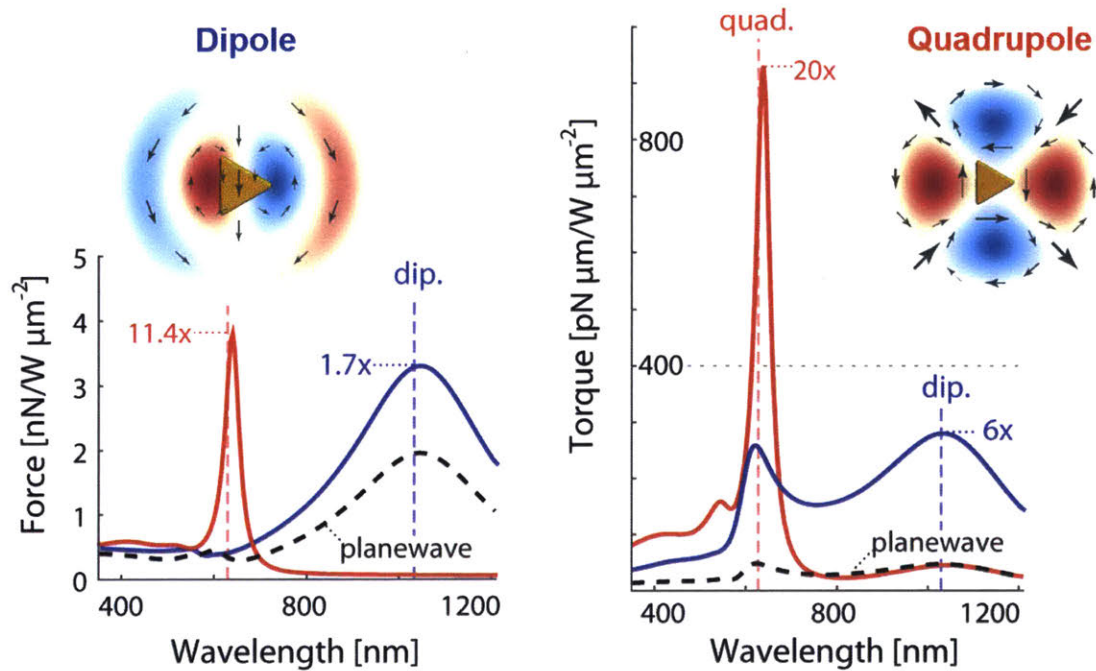 Dipole
5
4
3
2
1
0
Force [nN/W μm⁻²]
11.4x
1.7x
dip.
planewave
400
800
1200
Wavelength [nm]
quad.
Quadrupole
20x
800
400
Torque [pN μm/W μm⁻²]
dip.
6x
planewave
400
800
1200
Wavelength [nm]